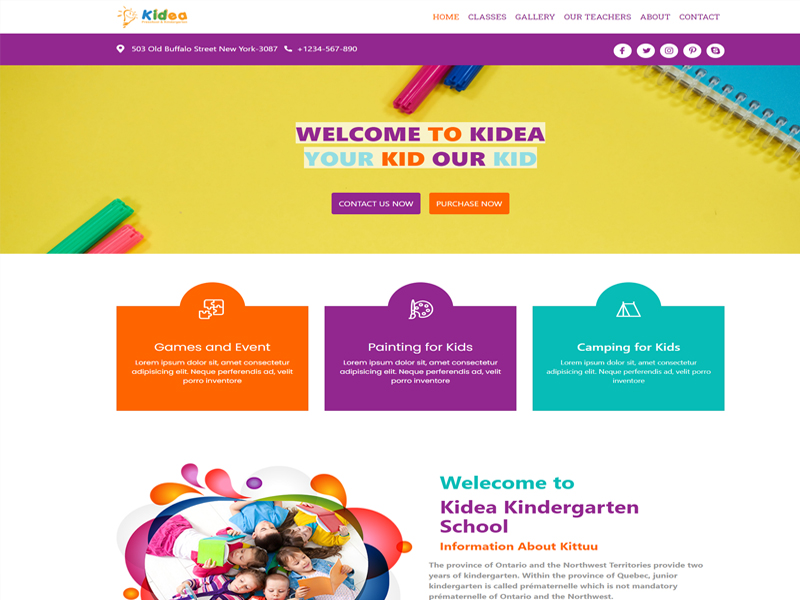 Kidea
HOME CLASSES GALLERY OUR TEACHERS ABOUT CONTACT
503 Old Buffalo Street New York-3087 +1234-567-890
WELCOME TO KIDEA
YOUR KID OUR KID
CONTACT US NOW PURCHASE NOW
Games and Event
Lorem ipsum dolor sit, amet consectetur
adipisicing elit. Neque perferendis ad, velit
porro inventore
Painting for Kids
Lorem ipsum dolor sit, amet consectetur
adipisicing elit. Neque perferendis ad, velit
porro inventore
Camping for Kids
Lorem ipsum dolor sit, amet consectetur
adipisicing elit. Neque perferendis ad, velit porro
inventore
Welecome to
Kidea Kindergarten
School
Information About Kittuu
The province of Ontario and the Northwest Territories provide two
years of kindergarten. Within the province of Quebec, junior
kindergarten is called prématernelle which is not mandatory
prématernelle of Ontario and the Northwest.